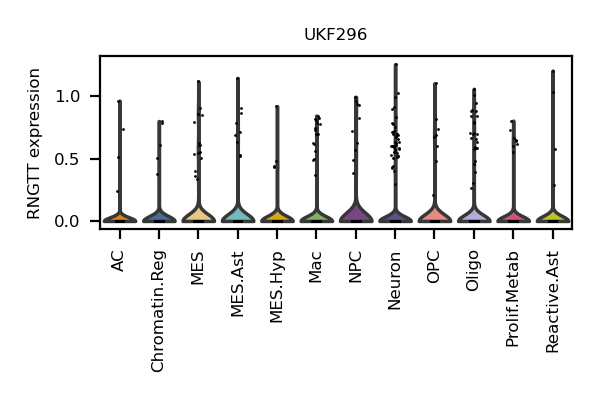 UKF296
RNGTT expression
1.0
0.5
0.0
AC
Chromatin.Reg
MES
MES.Ast
MES.Hyp
Mac
NPC
Neuron
OPC
Oligo
Prolif.Metab
Reactive.Ast